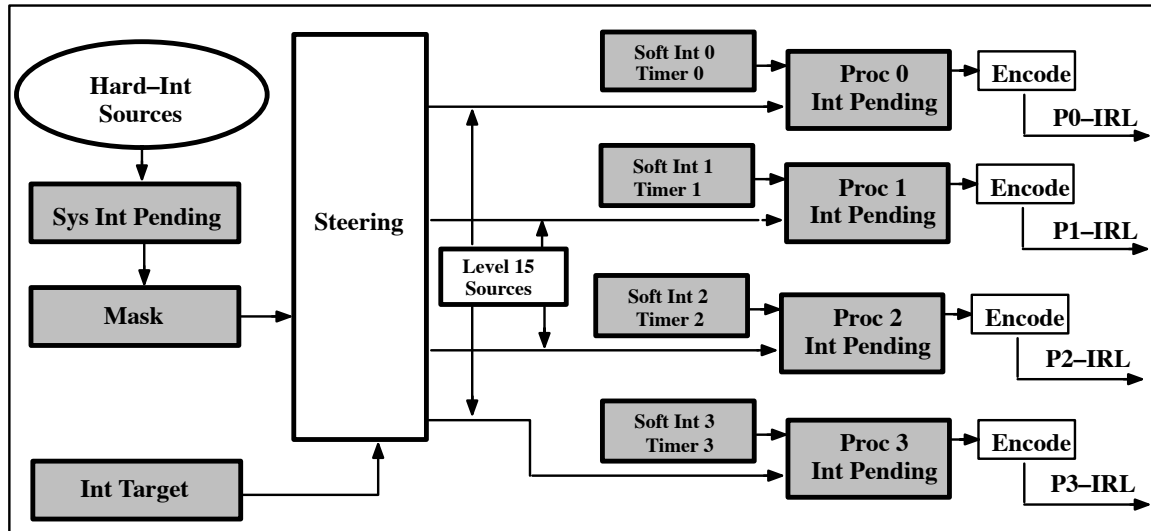 Hard–Int
Sources
Sys Int Pending
Mask
Int Target
Steering
Level 15
Sources
Soft Int 0
Timer 0
Proc 0
Int Pending
Encode
P0–IRL
Soft Int 1
Timer 1
Proc 1
Int Pending
Encode
P1–IRL
Soft Int 2
Timer 2
Proc 2
Int Pending
Encode
P2–IRL
Soft Int 3
Timer 3
Proc 3
Int Pending
Encode
P3–IRL